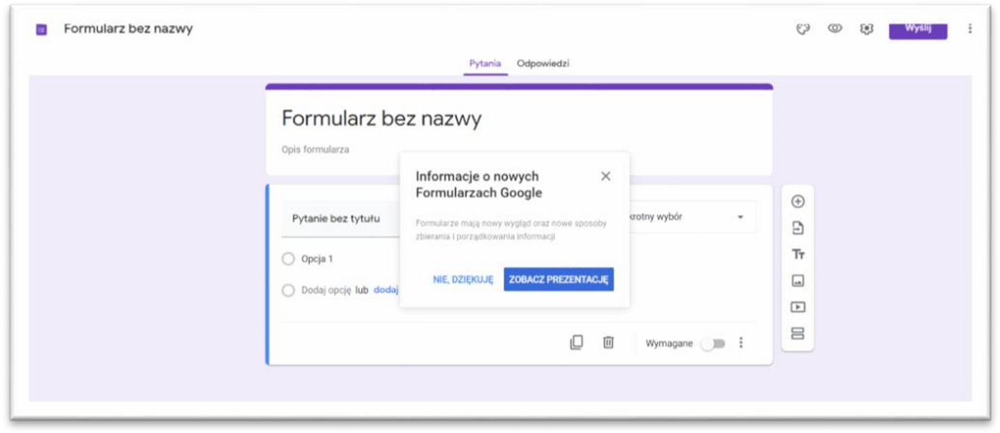 Formularz bez nazwy
Wyślij
Pytania Odpowiedzi
Formularz bez nazwy
Opis formularza
Informacje o nowych
Formularzach Google
Formularze mają nowy wygląd oraz nowe sposoby
zbierania i porządkowania informacji
NIE, DZIĘKUJĘ ZOBACZ PREZENTACJĘ
Pytanie bez tytułu
krotny wybór
Opcja 1
Dodaj opcję lub dodaj
Wymagane